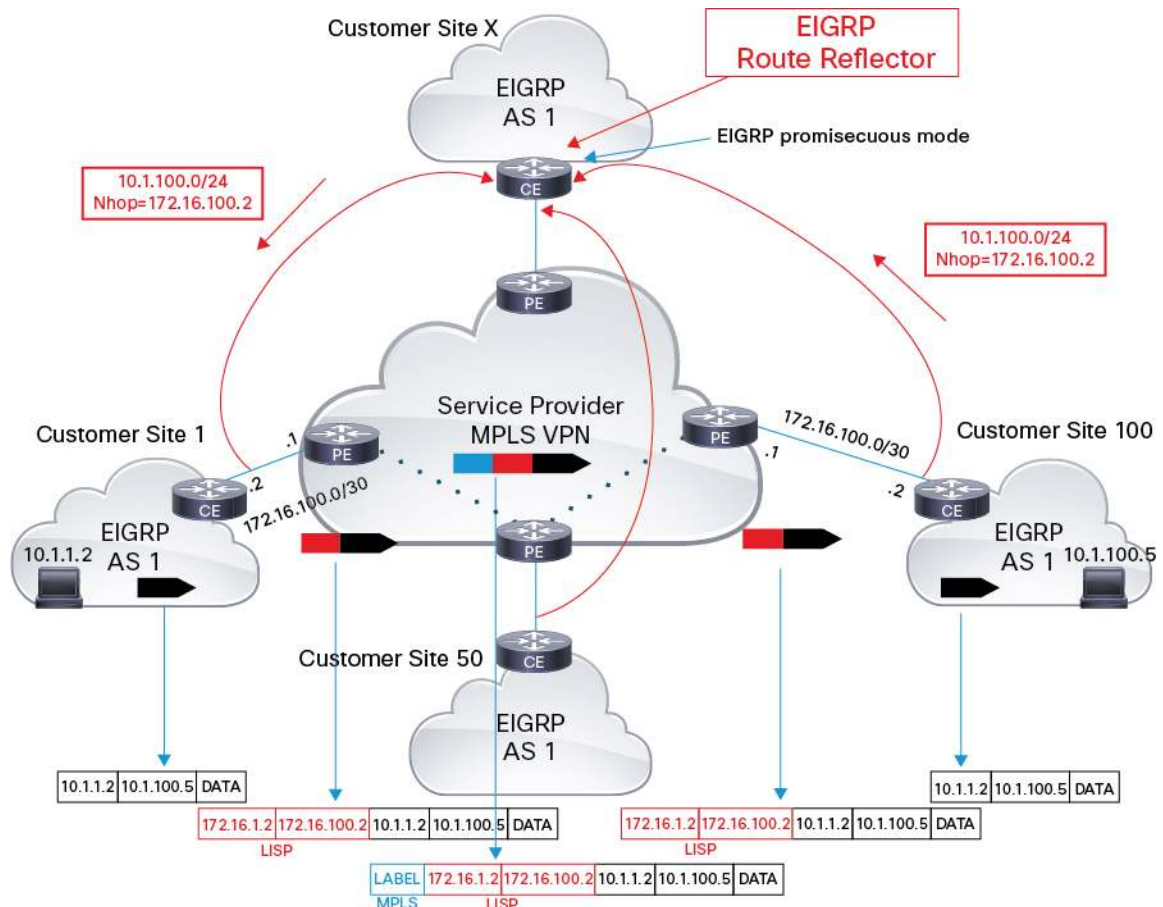 Customer Site X
EIGRP
Route Reflector
EIGRP
AS 1
EIGRP promisecuous mode
CE
10.1.100.0/24
Nhop=172.16.100.2
10.1.100.0/24
Nhop=172.16.100.2
PE
Service Provider
MPLS VPN
Customer Site 1
.1
PE
.2
172.16.100.0/30
CE
PE
.1
172.16.100.0/30
.2
Customer Site 100
CE
EIGRP
AS 1
10.1.1.2
PE
EIGRP
AS 1
10.1.100.5
Customer Site 50
CE
EIGRP
AS 1
10.1.1.2 10.1.100.5 DATA
10.1.1.2 10.1.100.5 DATA
172.16.1.2 172.16.100.2 10.1.1.2 10.1.100.5 DATA
LISP
172.16.1.2 172.16.100.2 10.1.1.2 10.1.100.5 DATA
LISP
LABEL 172.16.1.2 172.16.100.2 10.1.1.2 10.1.100.5 DATA
MPLS LISP